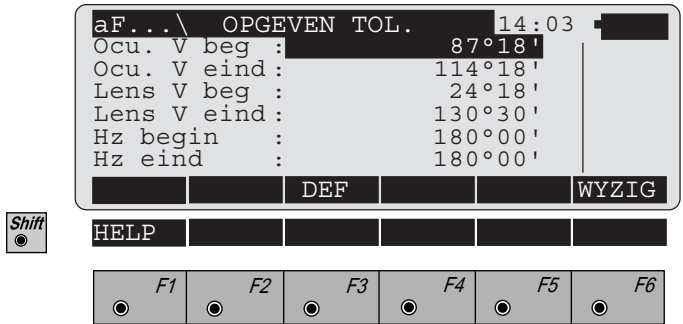 aF...\ OPGEVEN TOL. 14:03
Ocu. V beg : 87°18'
Ocu. V eind: 114°18'
Lens V beg : 24°18'
Lens V eind: 130°30'
Hz begin : 180°00'
Hz eind : 180°00'
DEF WYZIG
Shift
HELP
F1 F2 F3 F4 F5 F6